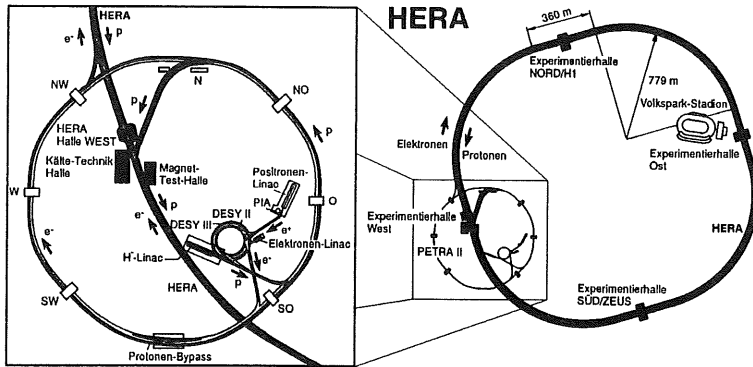 HERA
HERA
e⁻
p
NW
N
NO
p
p
HERA
Halle WEST
Kälte-Technik
Halle
Magnet-
Test-Halle
Positronen-
Linac
PIA
W
O
p
e⁻
DESY II
DESY III
e⁺
Elektronen-Linac
e⁻
e⁻
H⁻-Linac
p
HERA
SW
SO
Protonen-Bypass
360 m
Experimentierhalle
NORD/H1
779 m
HERA
Volkspark-Stadion
Experimentierhalle
Ost
Elektronen
Protonen
Experimentierhalle
West
PETRA II
Experimentierhalle
SÜD/ZEUS